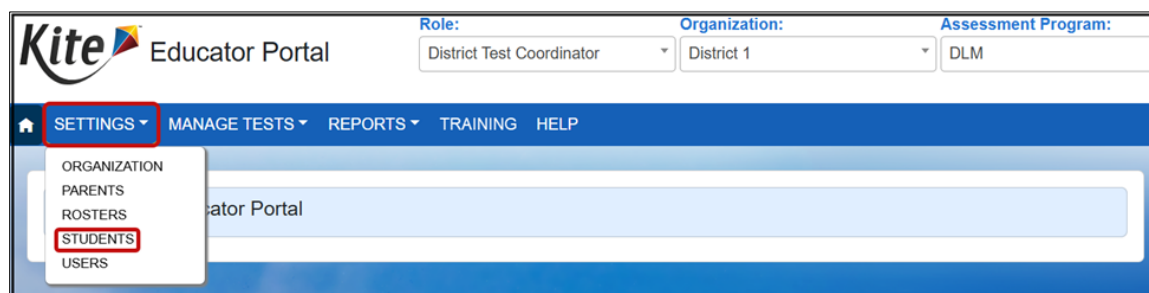 Kite Educator Portal
Role: Organization: Assessment Program:
District Test Coordinator District 1 DLM
SETTINGS MANAGE TESTS REPORTS TRAINING HELP
ORGANIZATION
PARENTS
ROSTERS
STUDENTS
USERS
ator Portal